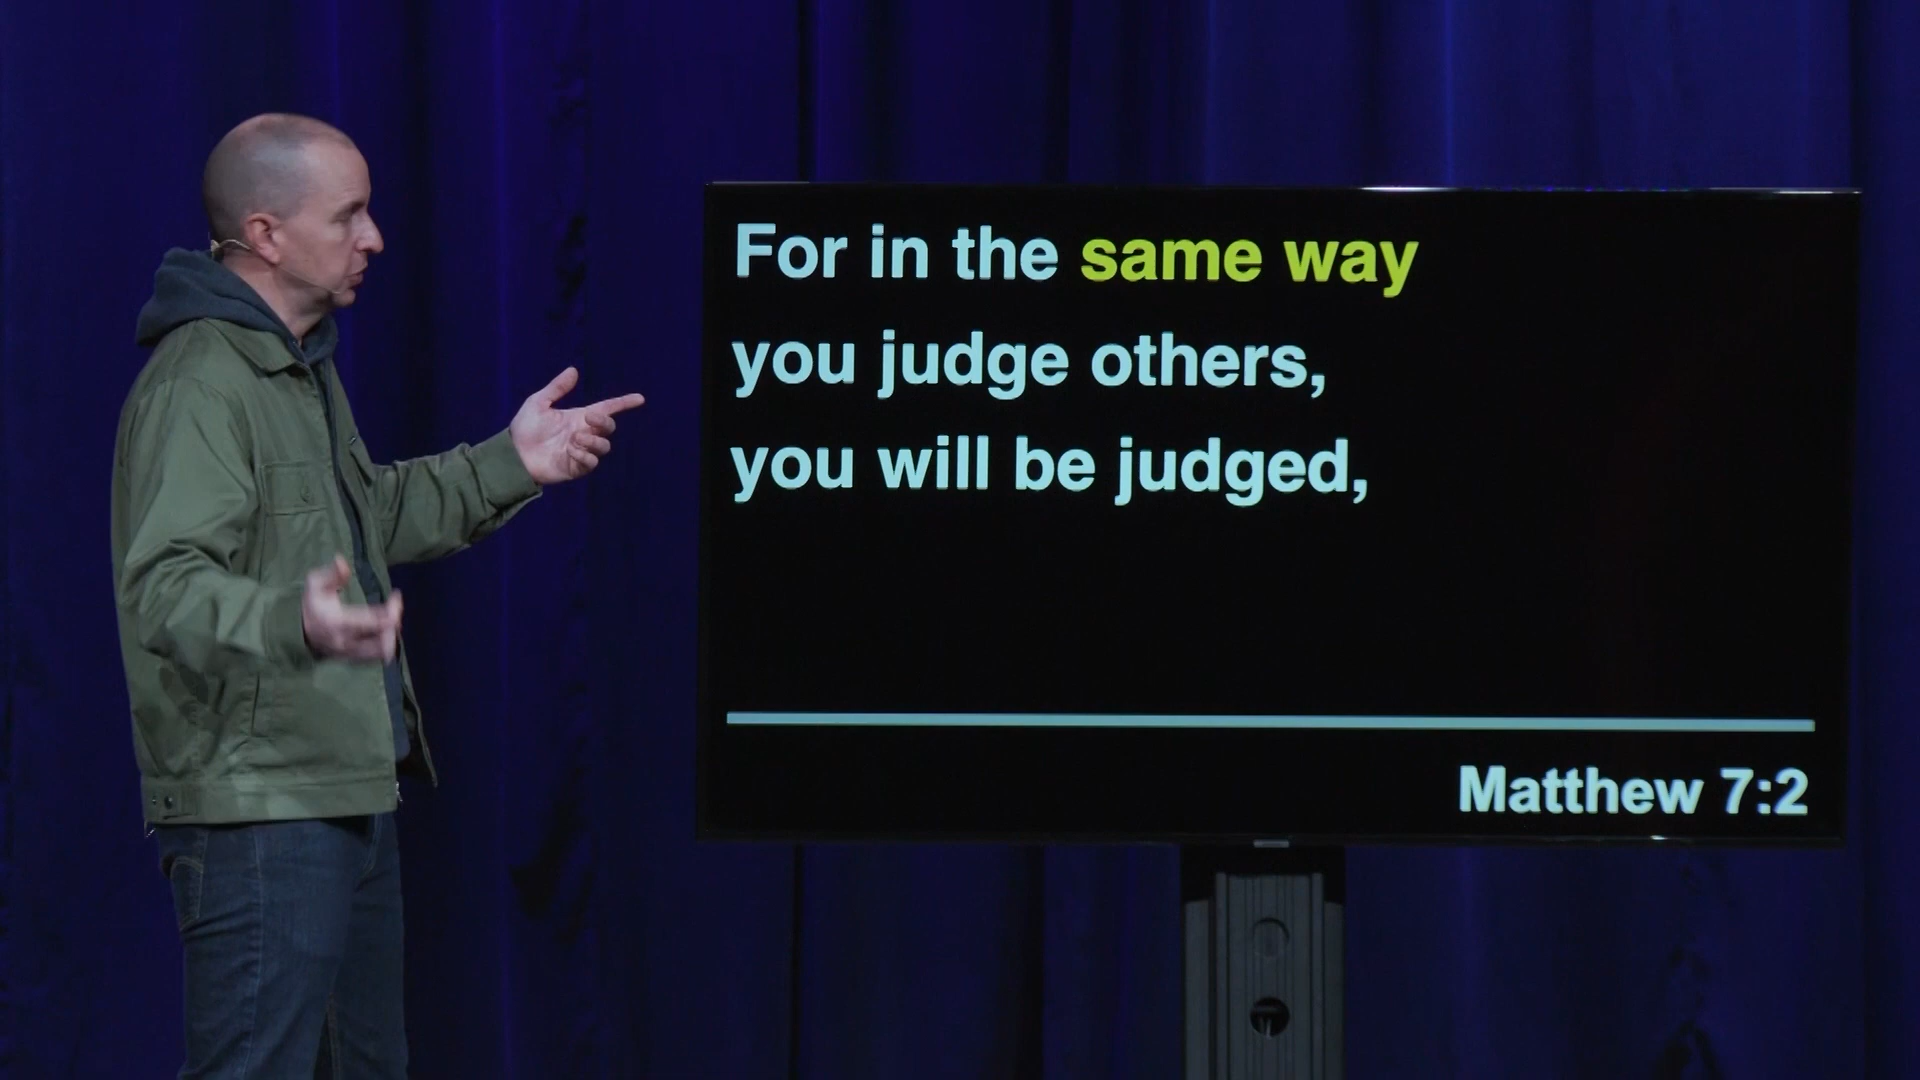 For in the same way
you judge others,
you will be judged,
Matthew 7:2